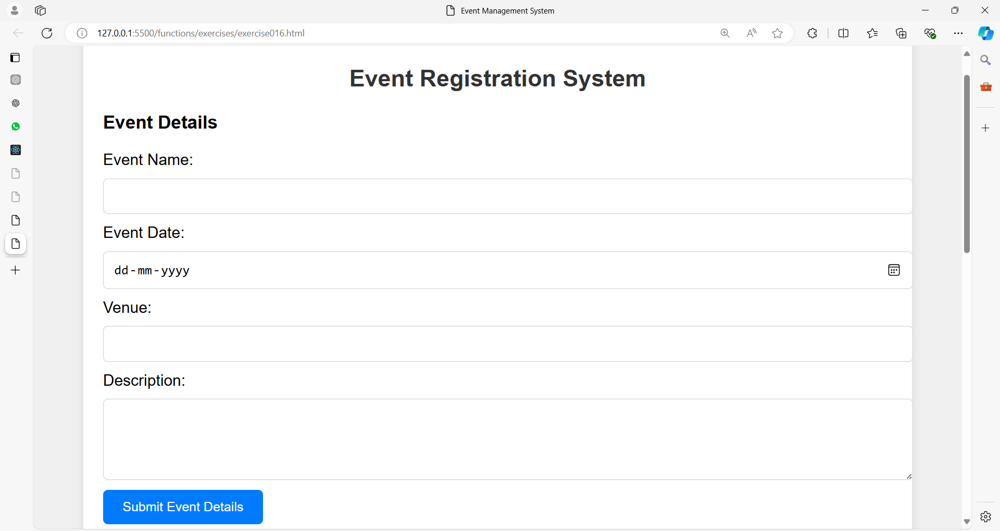 Event Management System
127.0.0.1:5500/functions/exercises/exercise016.html
Event Registration System
Event Details
Event Name:
Event Date:
dd-mm-yyyy
Venue:
Description:
Submit Event Details